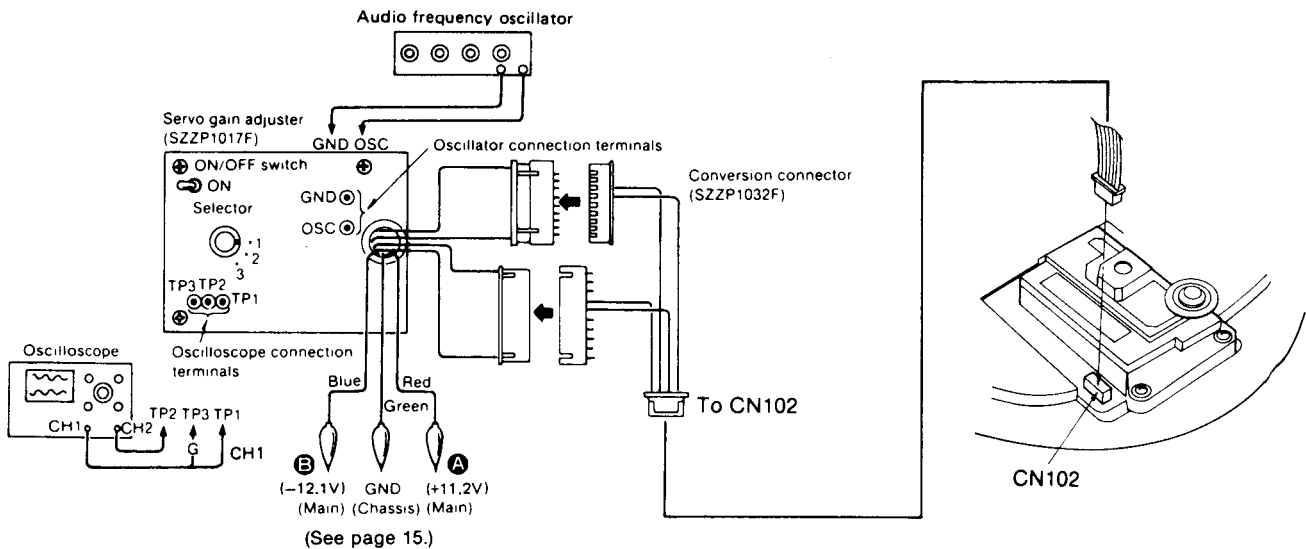 Audio frequency oscillator
Servo gain adjuster
(SZZP1017F)
GND OSC
Oscillator connection terminals
ON/OFF switch
ON
GND
Conversion connector
(SZZP1032F)
Selector
OSC
1
2
3
TP3 TP2 TP1
Oscilloscope
Oscilloscope connection
terminals
Blue
Red
Green
To CN102
TP2 TP3 TP1
CH1
CH2
G
CH1
B
A
(−12.1V) GND (+11.2V)
(Main) (Chassis) (Main)
(See page 15.)
CN102